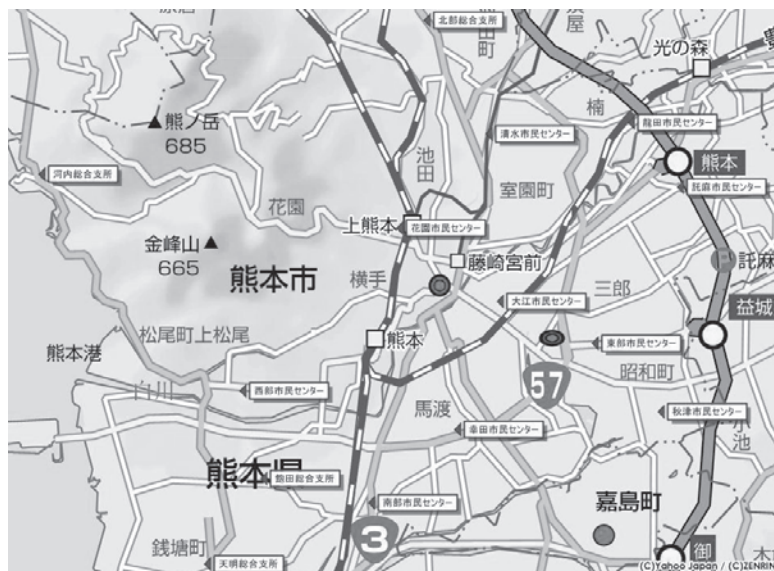 北部総合支所
光の森
楠
龍田市民センター
熊ノ岳
685
清水市民センター
池田
熊本
河内総合支所
託麻市民センター
室園町
花園
上熊本
花園市民センター
金峰山
665
藤崎宮前
託麻
熊本市
横手
三郎
大江市民センター
益城
松尾町上松尾
熊本港
熊本
東部市民センター
昭和町
白川
西部市民センター
57
馬渡
秋津市民センター
小池
幸田市民センター
熊本県
飽田総合支所
嘉島町
南部市民センター
3
銭塘町
御
天明総合支所
(C)Yahoo Japan / (C)ZENRIN